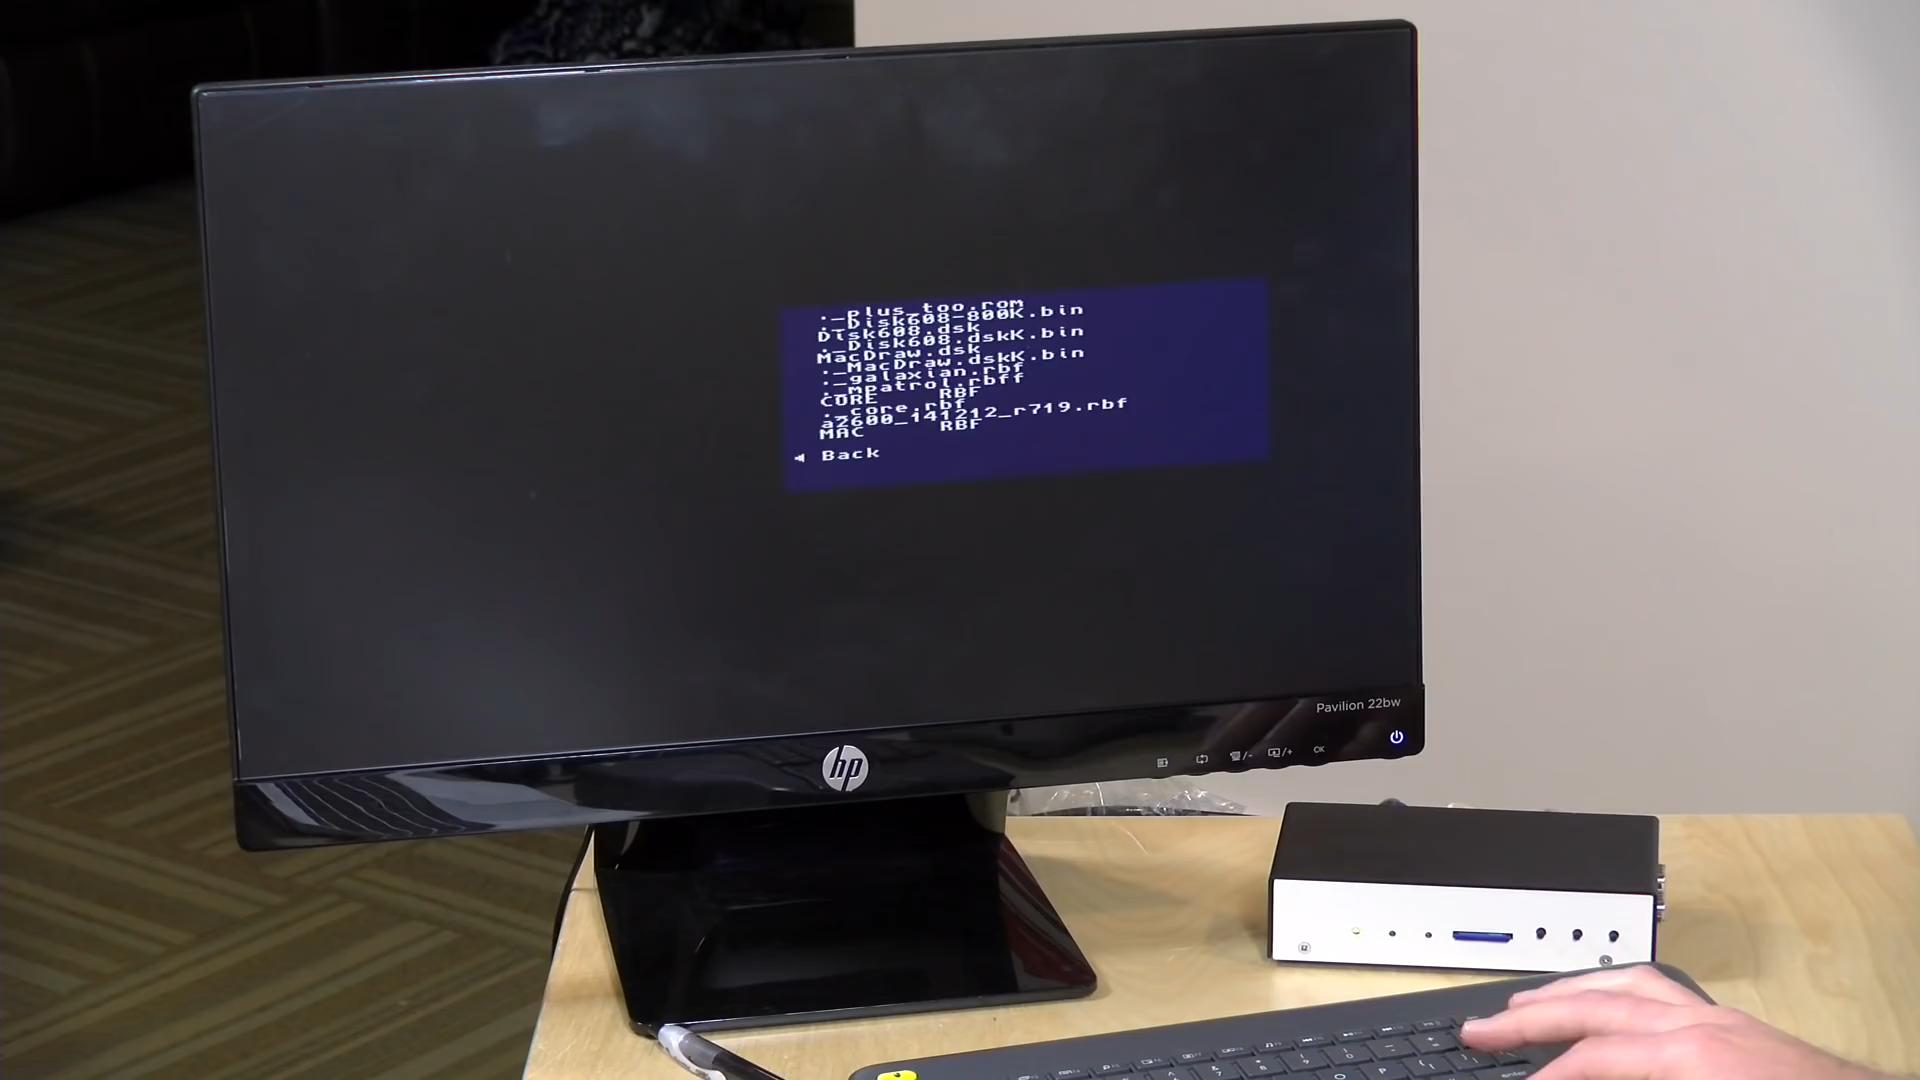 ._plus_too.rom
._Disk608-800K.bin
Disk608.dsk
._Disk608.dskK.bin
MacDraw.dsk
._MacDraw.dskK.bin
._galaxian.rbf
._mpatrol.rbff
CORE RBF
._core.rbf
a2600_141212_r719.rbf
MAC RBF
◂ Back
Pavilion 22bw
hp
OK